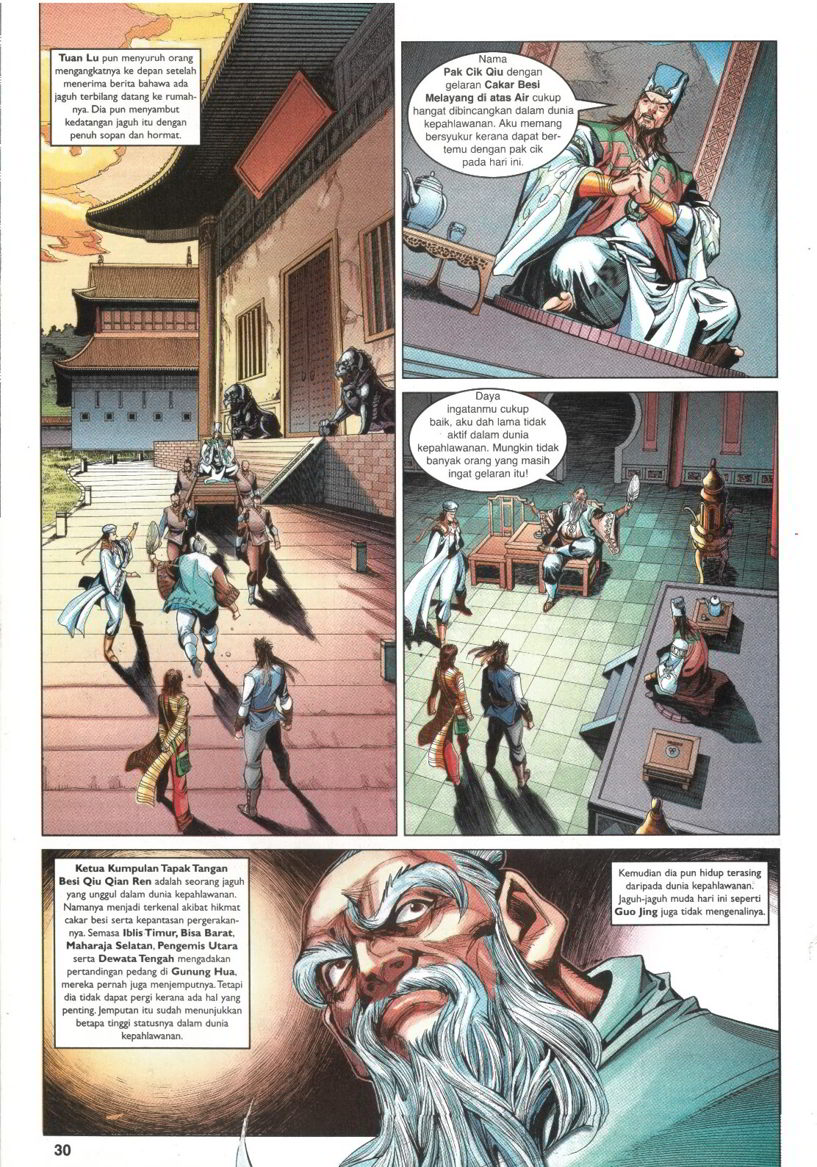 Tuan Lu pun menyuruh orang
mengangkatnya ke depan setelah
menerima berita bahawa ada
jaguh terbilang datang ke rumah-
nya. Dia pun menyambut
kedatangan jaguh itu dengan
penuh sopan dan hormat.
Nama
Pak Cik Qiu dengan
gelaran Cakar Besi
Melayang di atas Air cukup
hangat dibincangkan dalam dunia
kepahlawanan. Aku memang
bersyukur kerana dapat ber-
temu dengan pak cik
pada hari ini.
Daya
ingatanmu cukup
baik, aku dah lama tidak
aktif dalam dunia
kepahlawanan. Mungkin tidak
banyak orang yang masih
ingat gelaran itu!
Ketua Kumpulan Tapak Tangan
Besi Qiu Qian Ren adalah seorang jaguh
yang unggul dalam dunia kepahlawanan.
Namanya menjadi terkenal akibat hikmat
cakar besi serta kepantasan pergerakan-
nya. Semasa Iblis Timur, Bisa Barat,
Maharaja Selatan, Pengemis Utara
serta Dewata Tengah mengadakan
pertandingan pedang di Gunung Hua,
mereka pernah juga menjemputnya. Tetapi
dia tidak dapat pergi kerana ada hal yang
penting. Jemputan itu sudah menunjukkan
betapa tinggi statusnya dalam dunia
kepahlawanan.
Kemudian dia pun hidup terasing
daripada dunia kepahlawanan.
Jaguh-jaguh muda hari ini seperti
Guo Jing juga tidak mengenalinya.
30